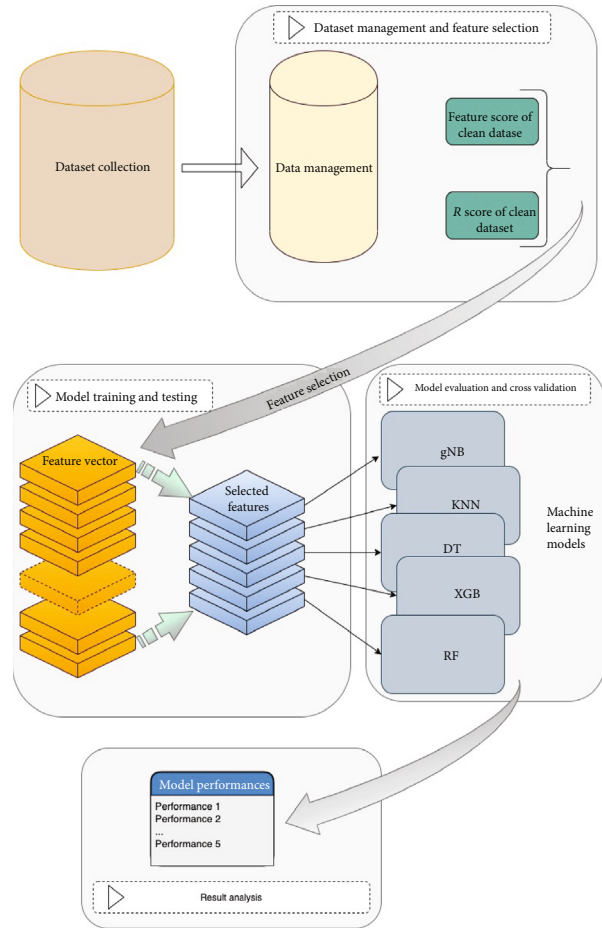 Dataset management and feature selection
Dataset collection
Data management
Feature score of
clean datase
R score of clean
dataset
Feature selection
Model training and testing
Model evaluation and cross validation
Feature vector
Selected
features
gNB
KNN
DT
XGB
RF
Machine
learning
models
Model performances
Performance 1
Performance 2
...
Performance 5
Result analysis